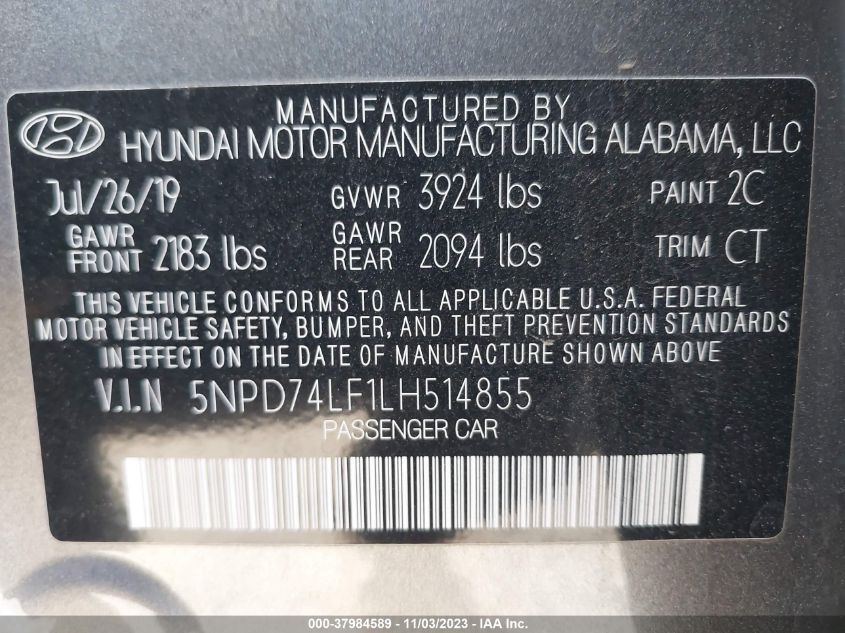 MANUFACTURED BY
HYUNDAI MOTOR MANUFACTURING ALABAMA, LLC
Jul/26/19 GVWR 3924 lbs PAINT 2C
GAWR FRONT 2183 lbs GAWR REAR 2094 lbs TRIM CT
THIS VEHICLE CONFORMS TO ALL APPLICABLE U.S.A. FEDERAL
MOTOR VEHICLE SAFETY, BUMPER, AND THEFT PREVENTION STANDARDS
IN EFFECT ON THE DATE OF MANUFACTURE SHOWN ABOVE
V.I.N 5NPD74LF1LH514855
PASSENGER CAR
000-37984589 - 11/03/2023 - IAA Inc.